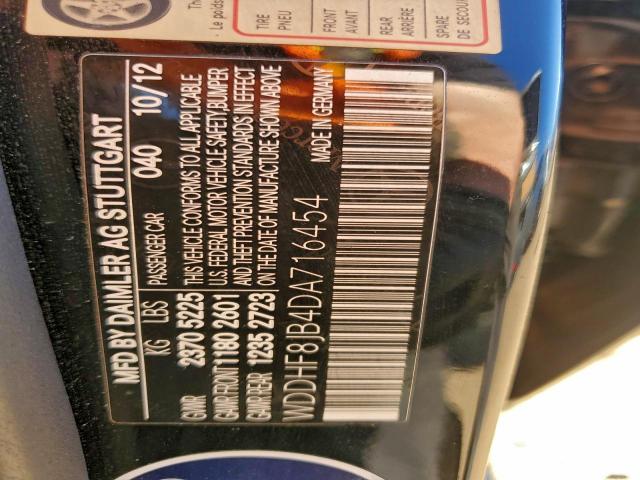 MFD BY DAIMLER AG STUTTGART
KG LBS PASSENGER CAR 040 10/12
GVWR 2370 5225 THIS VEHICLE CONFORMS TO ALL APPLICABLE
GAWR FRONT 1180 2601 U.S. FEDERAL MOTOR VEHICLE SAFETY, BUMPER
GAWR REAR 1235 2723 AND THEFT PREVENTION STANDARDS IN EFFECT
ON THE DATE OF MANUFACTURE SHOWN ABOVE
WDDHF8JB4DA716454 MADE IN GERMANY
Le poids
TIRE
PNEU
FRONT
AVANT
REAR
ARRIÈRE
SPARE
DE SECOU